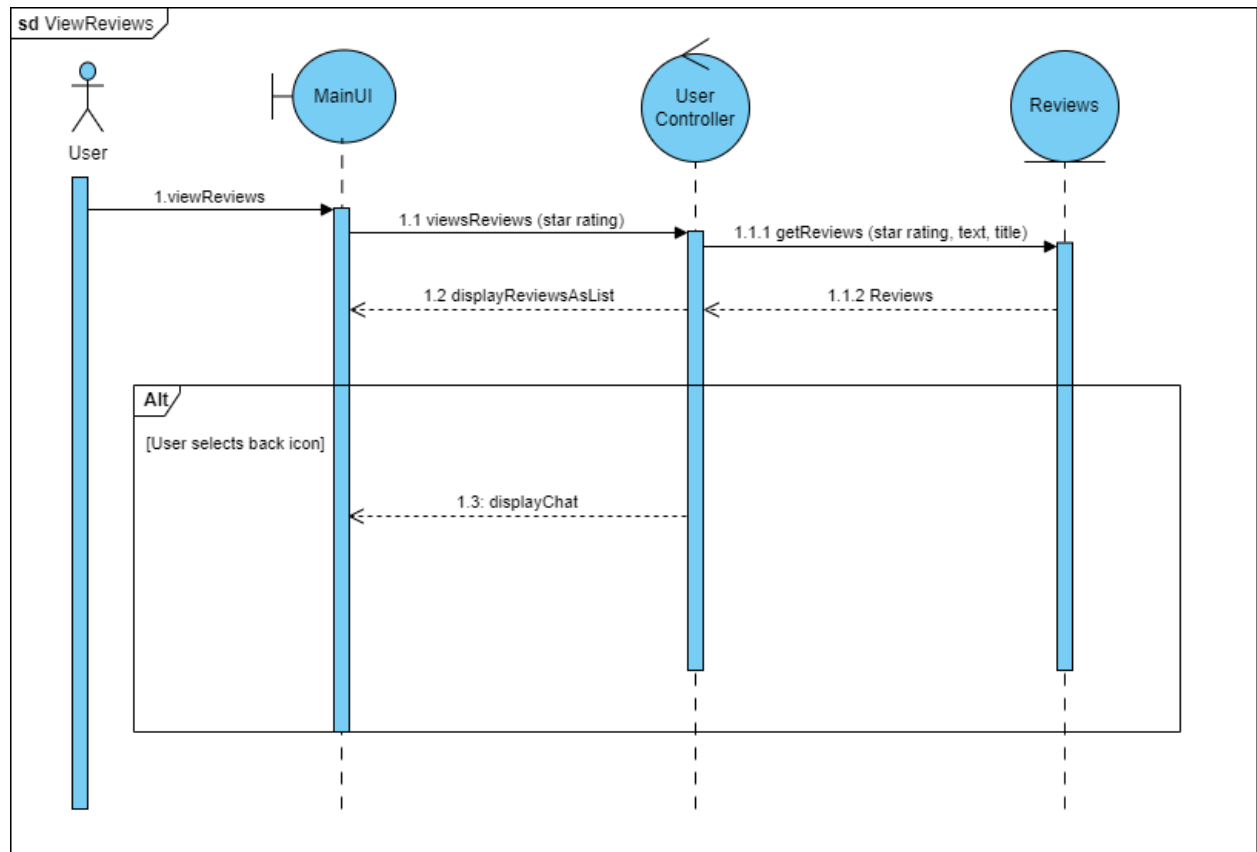 sd ViewReviews
User
MainUI
User
Controller
Reviews
1.viewReviews
1.1 viewsReviews (star rating)
1.1.1 getReviews (star rating, text, title)
1.2 displayReviewsAsList
1.1.2 Reviews
Alt
[User selects back icon]
1.3: displayChat